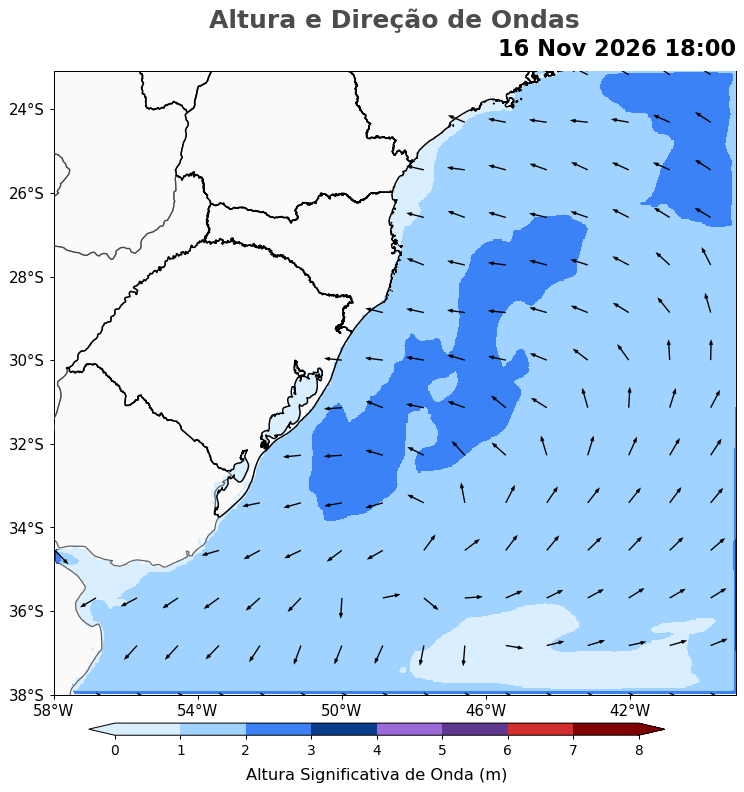 Altura e Direção de Ondas
16 Nov 2026 18:00
24°S
26°S
28°S
30°S
32°S
34°S
36°S
38°S
58°W 54°W 50°W 46°W 42°W
0 1 2 3 4 5 6 7 8
Altura Significativa de Onda (m)